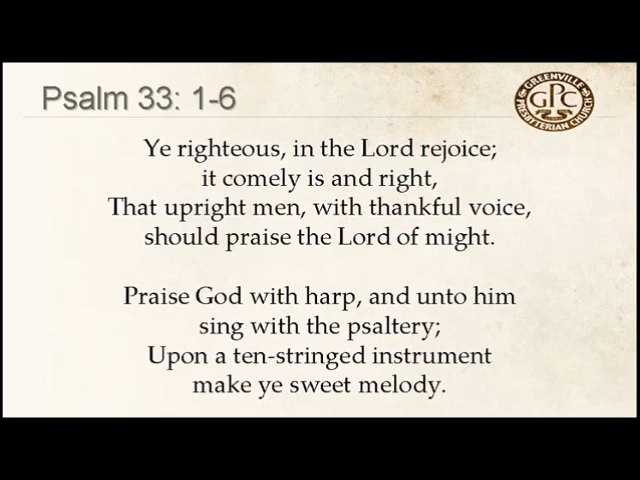 Psalm 33: 1-6
GREENVILLE
GPC
PRESBYTERIAN CHURCH
Ye righteous, in the Lord rejoice;
it comely is and right,
That upright men, with thankful voice,
should praise the Lord of might.
Praise God with harp, and unto him
sing with the psaltery;
Upon a ten-stringed instrument
make ye sweet melody.